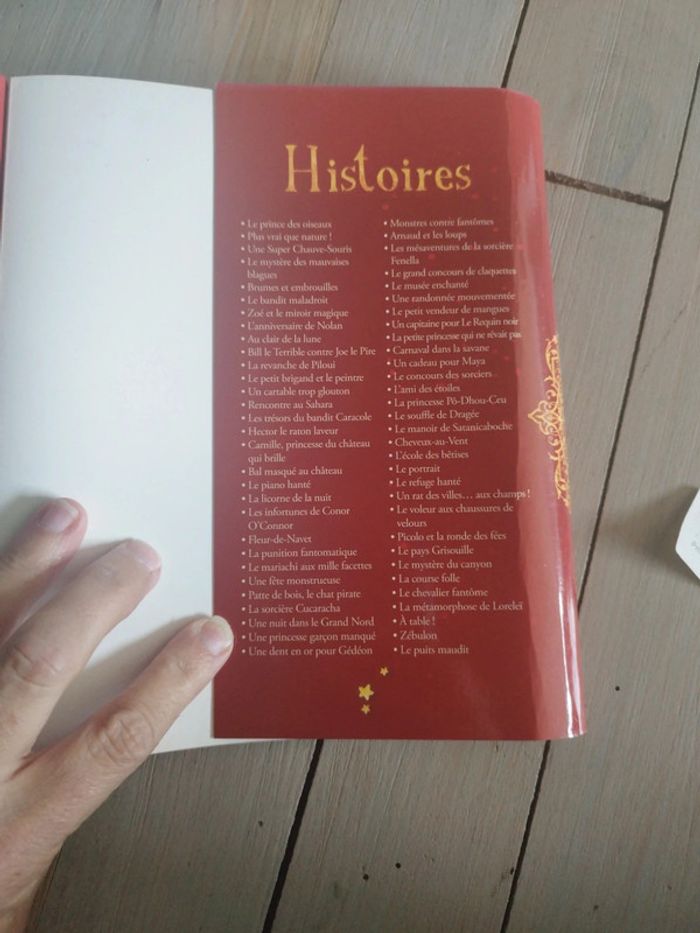 Histoires
• Le prince des oiseaux
• Plus vrai que nature !
• Une Super Chauve-Souris
• Le mystère des mauvaises
blagues
• Brumes et embrouilles
• Le bandit maladroit
• Zoé et le miroir magique
• L'anniversaire de Nolan
• Au clair de la lune
• Bill le Terrible contre Joe le Pire
• La revanche de Piloui
• Le petit brigand et le peintre
• Un cartable trop glouton
• Rencontre au Sahara
• Les trésors du bandit Caracole
• Hector le raton laveur
• Camille, princesse du château
qui brille
• Bal masqué au château
• Le piano hanté
• La licorne de la nuit
• Les infortunes de Conor
O'Connor
• Fleur-de-Navet
• La punition fantomatique
• Le mariachi aux mille facettes
• Une fête monstrueuse
• Patte de bois, le chat pirate
• La sorcière Cucaracha
• Une nuit dans le Grand Nord
• Une princesse garçon manqué
• Une dent en or pour Gédéon
• Monstres contre fantômes
• Arnaud et les loups
• Les mésaventures de la sorcière
Fenella
• Le grand concours de claquettes
• Le musée enchanté
• Une randonnée mouvementée
• Le petit vendeur de mangues
• Un capitaine pour Le Requin noir
• La petite princesse qui ne rêvait pas
• Carnaval dans la savane
• Un cadeau pour Maya
• Le concours des sorciers
• L'ami des étoiles
• La princesse Pô-Dhou-Ceu
• Le souffle de Dragée
• Le manoir de Satanicaboche
• Cheveux-au-Vent
• L'école des bêtises
• Le portrait
• Le refuge hanté
• Un rat des villes... aux champs !
• Le voleur aux chaussures de
velours
• Picolo et la ronde des fées
• Le pays Grisouille
• Le mystère du canyon
• La course folle
• Le chevalier fantôme
• La métamorphose de Loreleï
• À table !
• Zébulon
• Le puits maudit